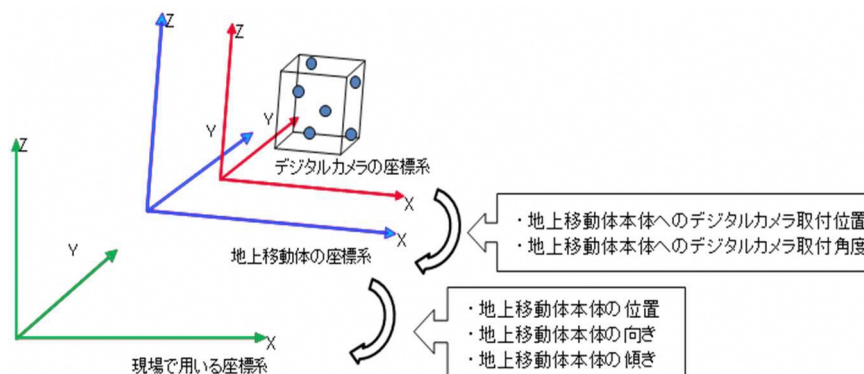 Z
Z
Y
Y
デジタルカメラの座標系
Z
X
・地上移動体本体へのデジタルカメラ取付位置
・地上移動体本体へのデジタルカメラ取付角度
X
地上移動体の座標系
Y
・地上移動体本体の位置
・地上移動体本体の向き
・地上移動体本体の傾き
X
現場で用いる座標系